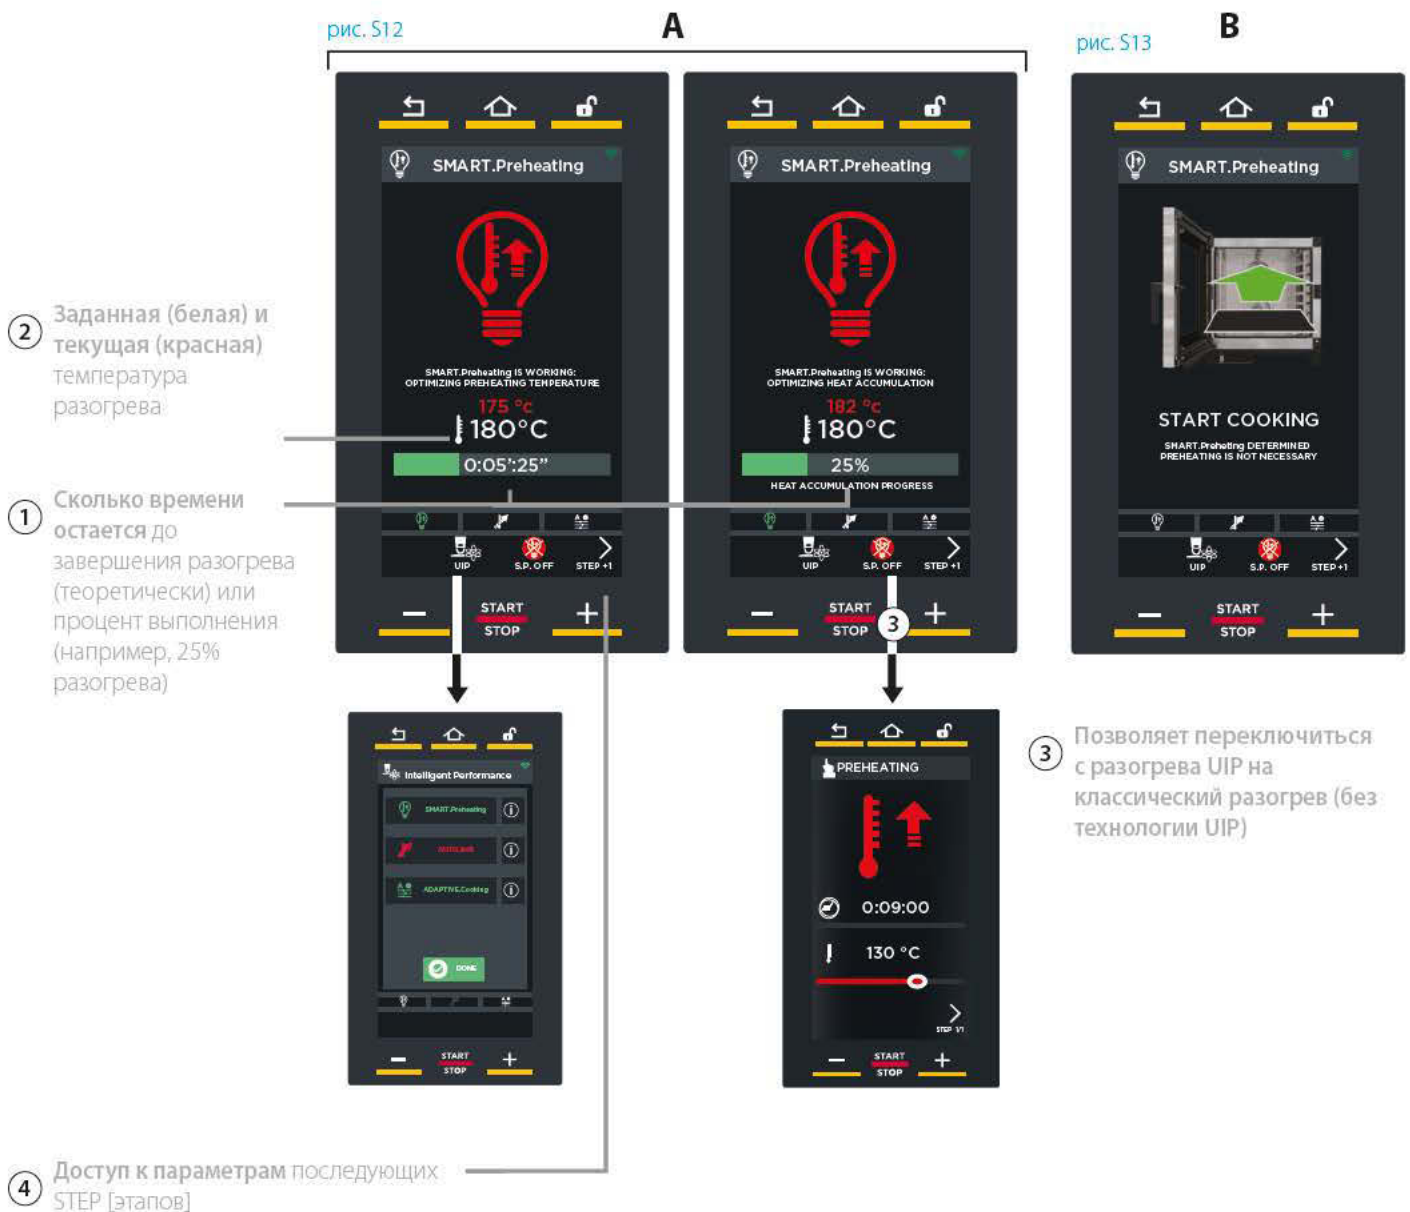 рис. S12
A
рис. S13
B
SMART.Preheating
SMART.Preheating IS WORKING:
OPTIMIZING PREHEATING TEMPERATURE
175 °c
180°C
0:05':25”
UIP
S.P. OFF
STEP +1
START
STOP
SMART.Preheating
SMART.Preheating IS WORKING:
OPTIMIZING HEAT ACCUMULATION
182 °c
180°C
25%
HEAT ACCUMULATION PROGRESS
UIP
S.P. OFF
STEP +1
START
STOP
3
SMART.Preheating
START COOKING
SMART.Preheting DETERMINED
PREHEATING IS NOT NECESSARY
UIP
S.P. OFF
STEP +1
START
STOP
2
Заданная (белая) и
текущая (красная)
температура
разогрева
1
Сколько времени
остается до
завершения разогрева
(теоретически) или
процент выполнения
(например, 25%
разогрева)
Intelligent Performance
SMART.Preheating
ADAPTIVE.Cooking
DONE
START
STOP
PREHEATING
0:09:00
130 °C
STEP 1/1
START
STOP
3
Позволяет переключиться
с разогрева UIP на
классический разогрев (без
технологии UIP)
4
Доступ к параметрам последующих
STEP [этапов]